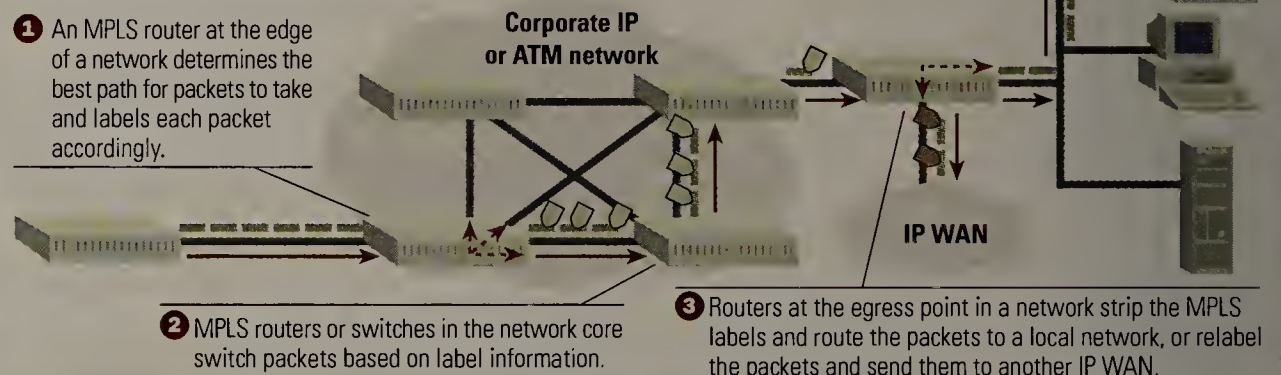 1 An MPLS router at the edge
of a network determines the
best path for packets to take
and labels each packet
accordingly.
Corporate IP
or ATM network
IP WAN
2 MPLS routers or switches in the network core
switch packets based on label information.
3 Routers at the egress point in a network strip the MPLS
labels and route the packets to a local network, or relabel
the packets and send them to another IP WAN.